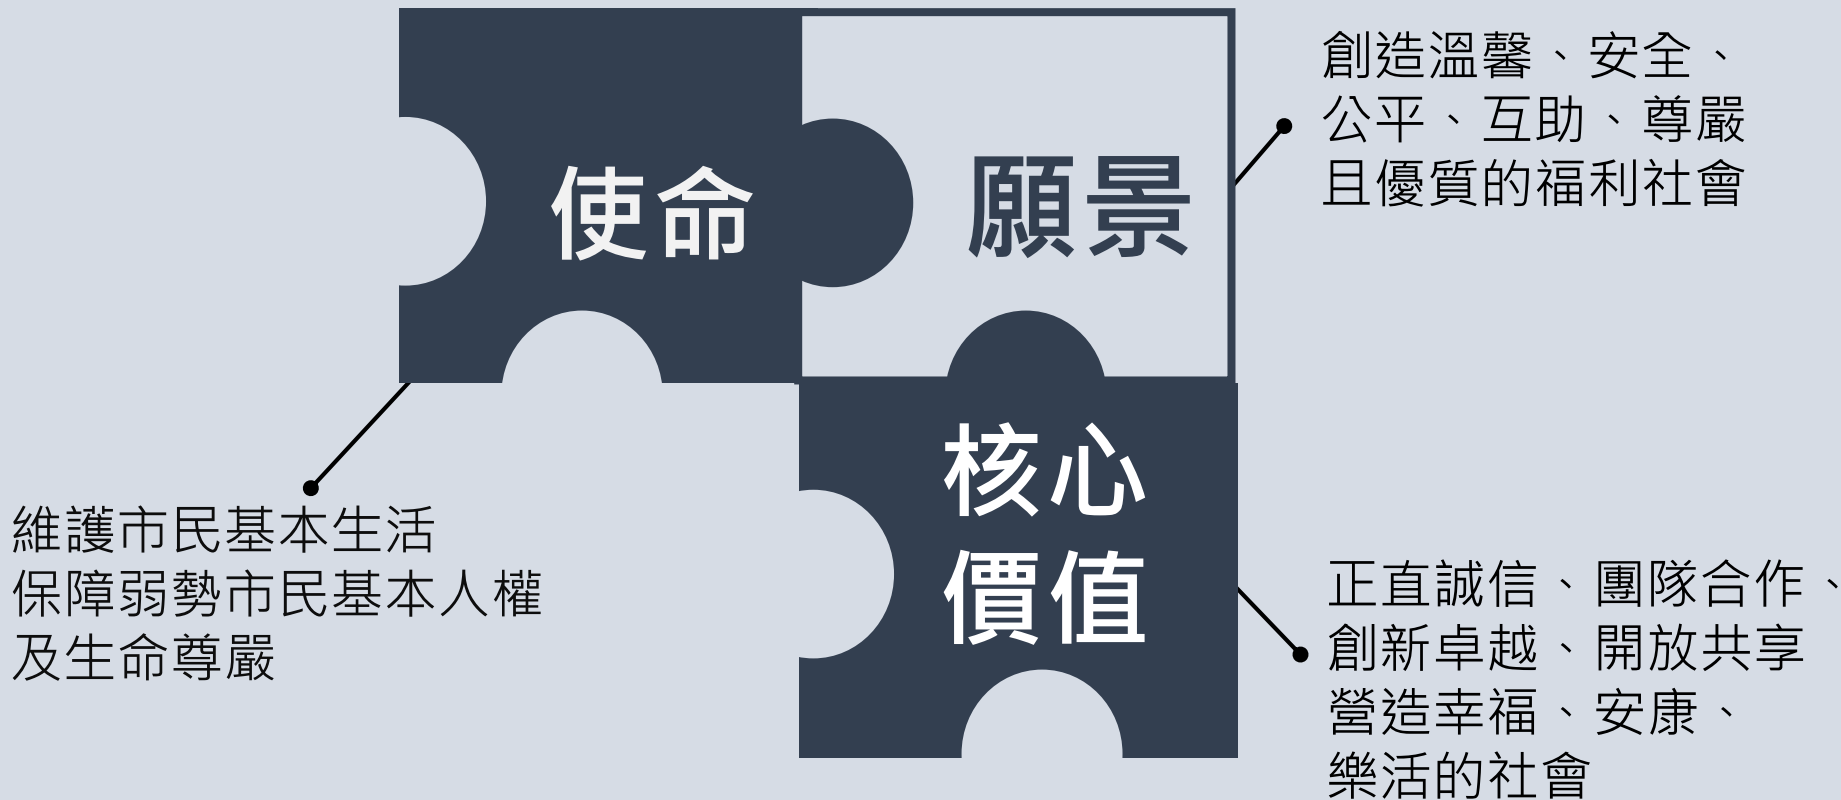 使命
願景
創造溫馨、安全、
公平、互助、尊嚴
且優質的福利社會
維護市民基本生活
保障弱勢市民基本人權
及生命尊嚴
核心
價值
正直誠信、團隊合作、
創新卓越、開放共享
營造幸福、安康、
樂活的社會